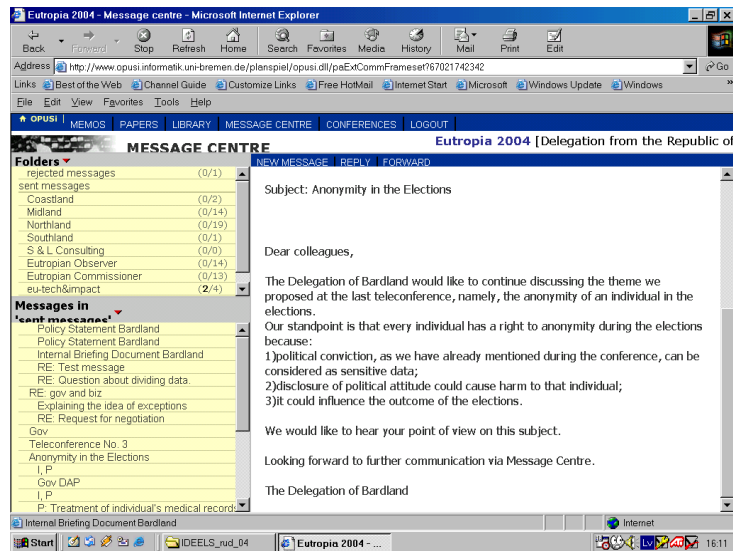 Eutropia 2004 - Message centre - Microsoft Internet Explorer
Back Forward Stop Refresh Home Search Favorites Media History Mail Print Edit
Address http://www.opusi.informatik.uni-bremen.de/planspiel/opusi.dll/paExtCommFrameset?67021742342 Go
Links Best of the Web Channel Guide Customize Links Free HotMail Internet Start Microsoft Windows Update Windows »
File Edit View Favorites Tools Help
OPUSi MEMOS PAPERS LIBRARY MESSAGE CENTRE CONFERENCES LOGOUT
MESSAGE CENTRE
Eutropia 2004 [Delegation from the Republic of
Folders
rejected messages (0/1)
sent messages
Coastland (0/2)
Midland (0/14)
Northland (0/19)
Southland (0/1)
S & L Consulting (0/0)
Eutropian Observer (0/14)
Eutropian Commissioner (0/13)
eu-tech&impact (2/4)
Messages in
'sent messages'
Policy Statement Bardland
Policy Statement Bardland
Internal Briefing Document Bardland
RE: Test message
RE: Question about dividing data.
RE: gov and biz
Explaining the idea of exceptions
RE: Request for negotiation
Gov
Teleconference No. 3
Anonymity in the Elections
I, P
Gov DAP
I, P
P: Treatment of individual's medical records
NEW MESSAGE REPLY FORWARD
Subject: Anonymity in the Elections
Dear colleagues,
The Delegation of Bardland would like to continue discussing the theme we
proposed at the last teleconference, namely, the anonymity of an individual in the
elections.
Our standpoint is that every individual has a right to anonymity during the elections
because:
1)political conviction, as we have already mentioned during the conference, can be
considered as sensitive data;
2)disclosure of political attitude could cause harm to that individual;
3)it could influence the outcome of the elections.
We would like to hear your point of view on this subject.
Looking forward to further communication via Message Centre.
The Delegation of Bardland
Internal Briefing Document Bardland
Internet
Start IDEELS_rud_04 Eutropia 2004 - ... Lv 16:11